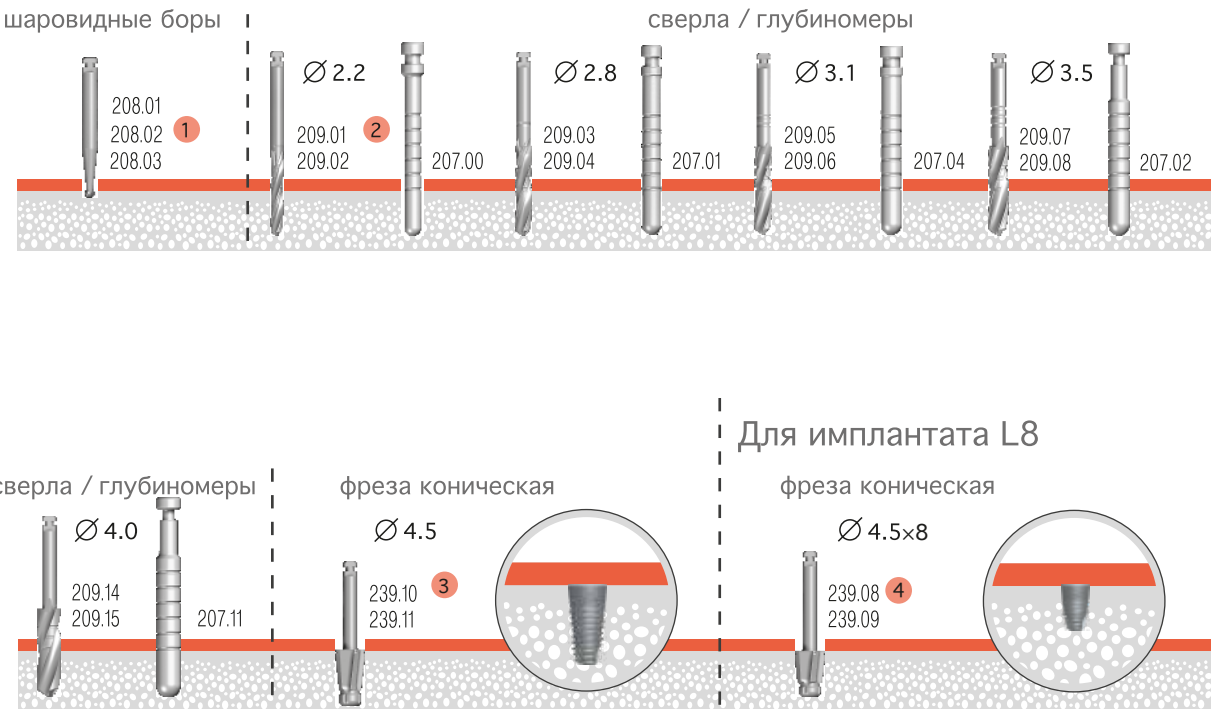 шаровидные боры
сверла / глубиномеры
Ø 2.2
Ø 2.8
Ø 3.1
Ø 3.5
208.01
208.02 1
208.03
209.01 2
209.02
207.00
209.03
209.04
207.01
209.05
209.06
207.04
209.07
209.08
207.02
Для имплантата L8
сверла / глубиномеры
фреза коническая
фреза коническая
Ø 4.0
Ø 4.5
Ø 4.5×8
209.14
209.15
207.11
239.10 3
239.11
239.08 4
239.09